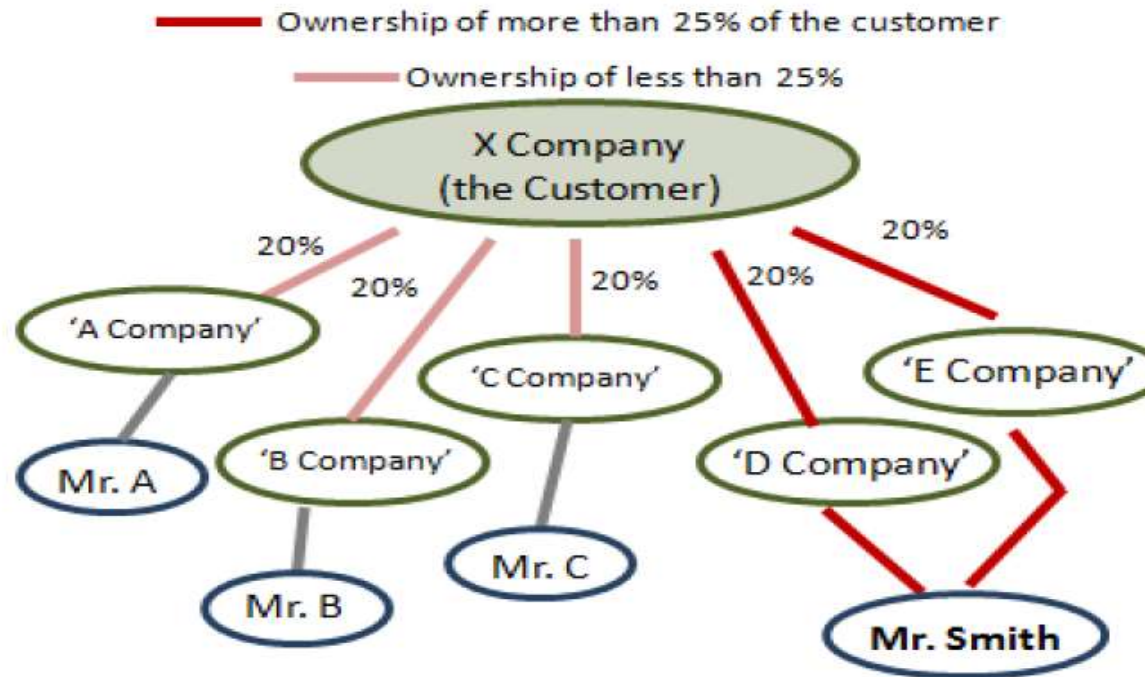 Ownership of more than 25% of the customer
Ownership of less than 25%
X Company
(the Customer)
20%
20%
20%
20%
20%
‘A Company’
‘B Company’
‘C Company’
‘D Company’
‘E Company’
Mr. A
Mr. B
Mr. C
Mr. Smith